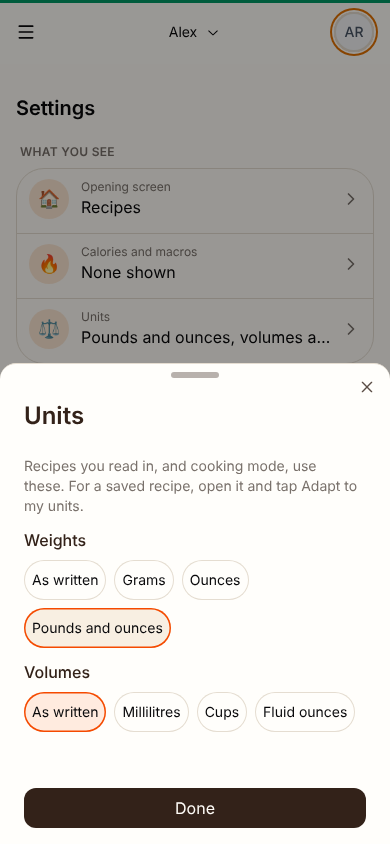 Alex
AR
Settings
WHAT YOU SEE
Opening screen
Recipes
Calories and macros
None shown
Units
Pounds and ounces, volumes a...
Units
Recipes you read in, and cooking mode, use
these. For a saved recipe, open it and tap Adapt to
my units.
Weights
As written Grams Ounces
Pounds and ounces
Volumes
As written Millilitres Cups Fluid ounces
Done